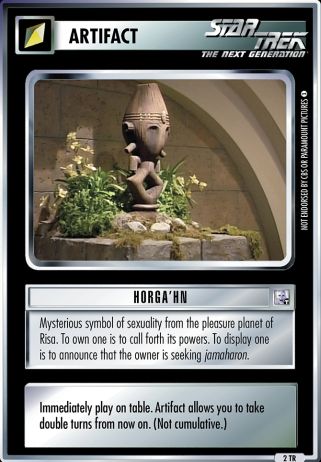 ARTIFACT
STAR TREK
THE NEXT GENERATION
NOT ENDORSED BY CBS OR PARAMOUNT PICTURES
HORGA'HN
Mysterious symbol of sexuality from the pleasure planet of
Risa. To own one is to call forth its powers. To display one
is to announce that the owner is seeking jamaharon.
Immediately play on table. Artifact allows you to take
double turns from now on. (Not cumulative.)
2 TR